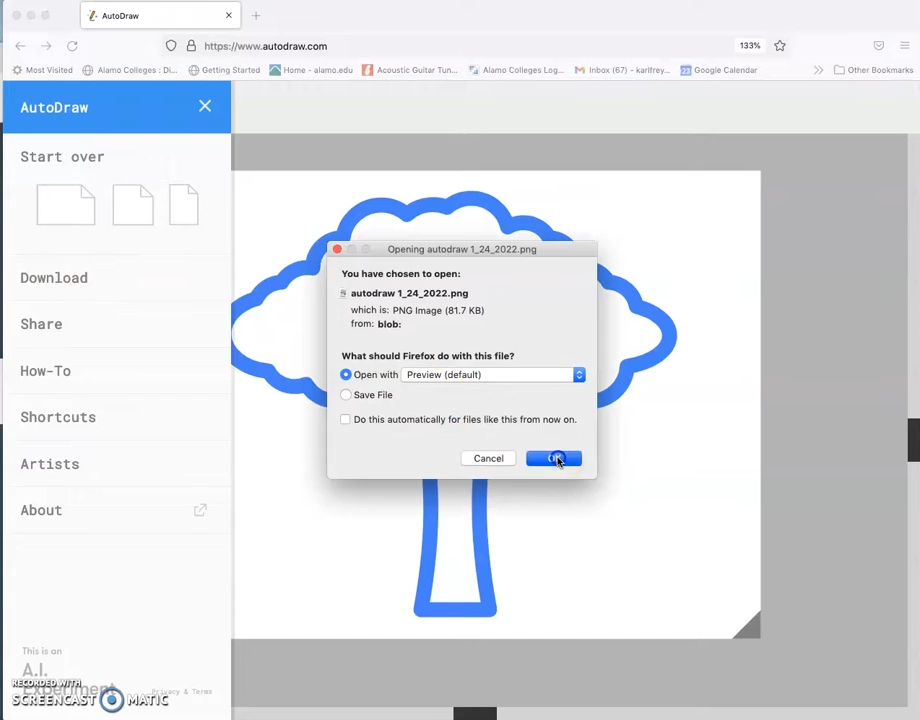 AutoDraw
https://www.autodraw.com
133%
Most Visited
Alamo Colleges : Di...
Getting Started
Home - alamo.edu
Acoustic Guitar Tun...
Alamo Colleges Log...
Inbox (67) - karlfrey...
23
Google Calendar
Other Bookmarks
AutoDraw
Start over
Download
Share
How-To
Shortcuts
Artists
About
This is an
A.I.
Experiment
Privacy & Terms
RECORDED WITH
SCREENCAST MATIC
Opening autodraw 1_24_2022.png
You have chosen to open:
autodraw 1_24_2022.png
which is: PNG Image (81.7 KB)
from: blob:
What should Firefox do with this file?
Open with Preview (default)
Save File
Do this automatically for files like this from now on.
Cancel